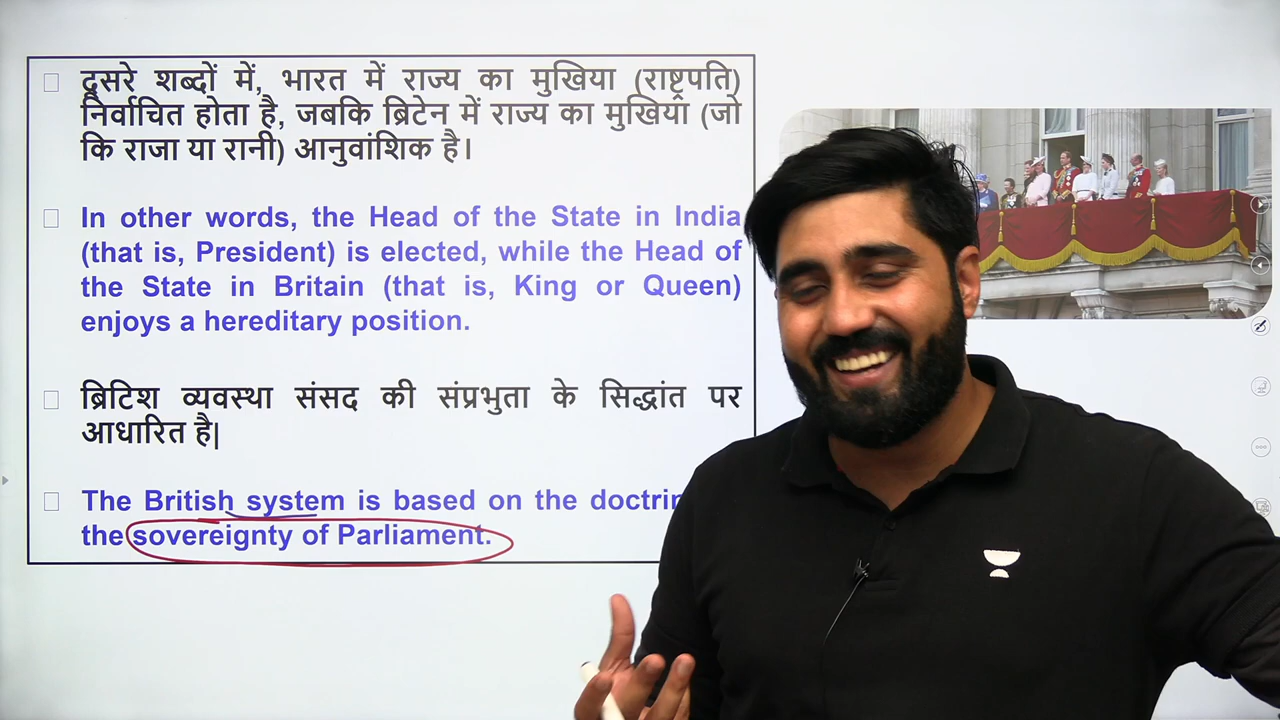 दूसरे शब्दों में, भारत में राज्य का मुखिया (राष्ट्रपति)
निर्वाचित होता है, जबकि ब्रिटेन में राज्य का मुखिया (जो
कि राजा या रानी) आनुवांशिक है।
In other words, the Head of the State in India
(that is, President) is elected, while the Head of
the State in Britain (that is, King or Queen)
enjoys a hereditary position.
ब्रिटिश व्यवस्था संसद की संप्रभुता के सिद्धांत पर
आधारित है|
The British system is based on the
the sovereignty of Parliament.